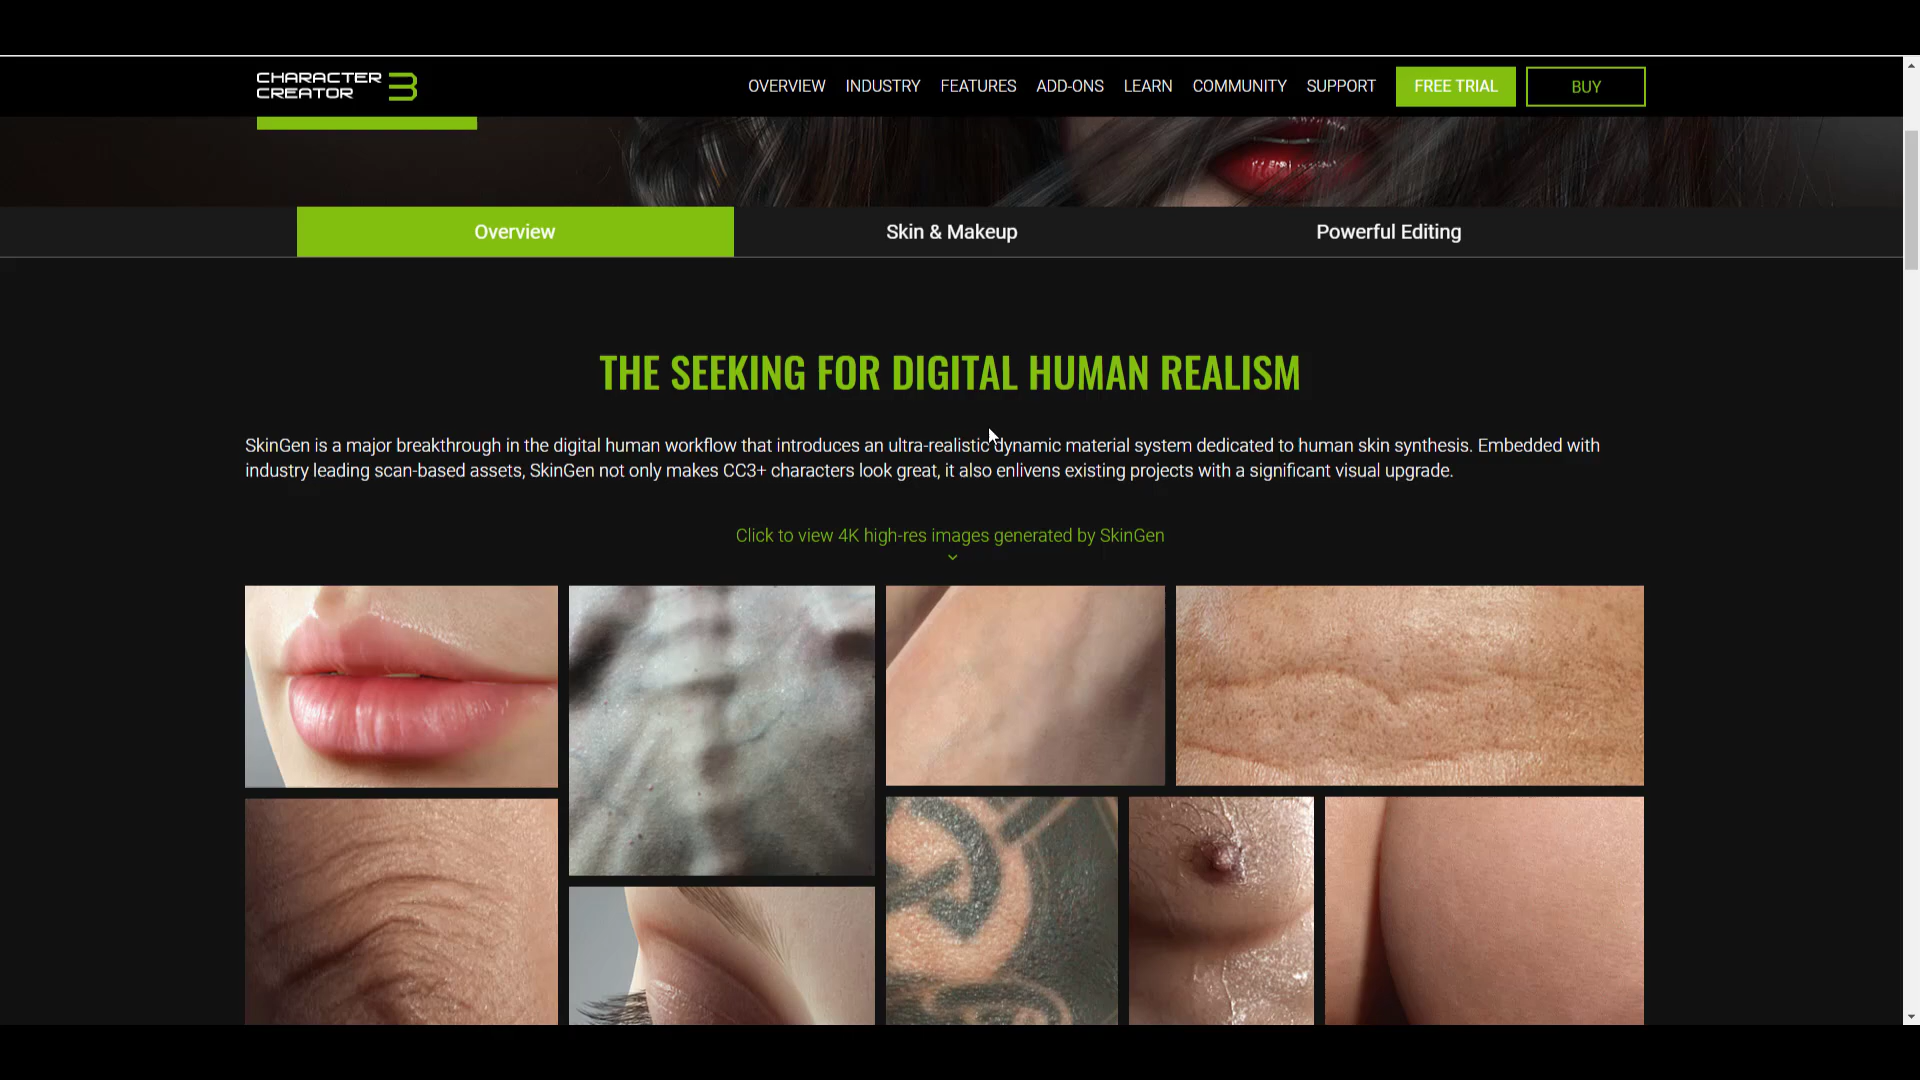 CHARACTER
CREATOR 3
OVERVIEW INDUSTRY FEATURES ADD-ONS LEARN COMMUNITY SUPPORT FREE TRIAL BUY
Overview Skin & Makeup Powerful Editing
THE SEEKING FOR DIGITAL HUMAN REALISM
SkinGen is a major breakthrough in the digital human workflow that introduces an ultra-realistic dynamic material system dedicated to human skin synthesis. Embedded with
industry leading scan-based assets, SkinGen not only makes CC3+ characters look great, it also enlivens existing projects with a significant visual upgrade.
Click to view 4K high-res images generated by SkinGen